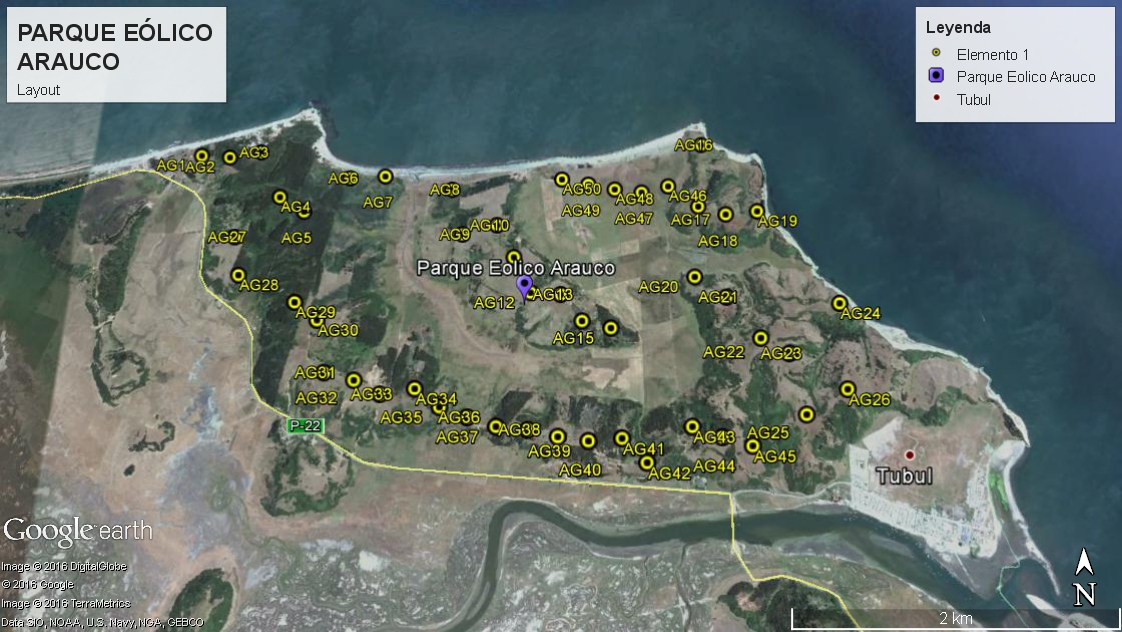 PARQUE EÓLICO
ARAUCO
Layout
Leyenda
Elemento 1
Parque Eolico Arauco
Tubul
AG16
AG3
AG1
AG2
AG6
AG8
AG50
AG48
AG46
AG7
AG4
AG49
AG47
AG17
AG19
AG10
AG9
AG27
AG5
AG18
Parque Eolico Arauco
AG28
AG20
AG12
AG13
AG21
AG29
AG24
AG30
AG15
AG22
AG23
AG31
AG32
AG33
AG34
AG26
AG35
AG36
P-22
AG37
AG38
AG43
AG25
AG39
AG41
AG45
AG40
AG42
AG44
Tubul
Google earth
Image © 2016 DigitalGlobe
© 2016 Google
Image © 2016 TerraMetrics
Data SIO, NOAA, U.S. Navy, NGA, GEBCO
N
2 km